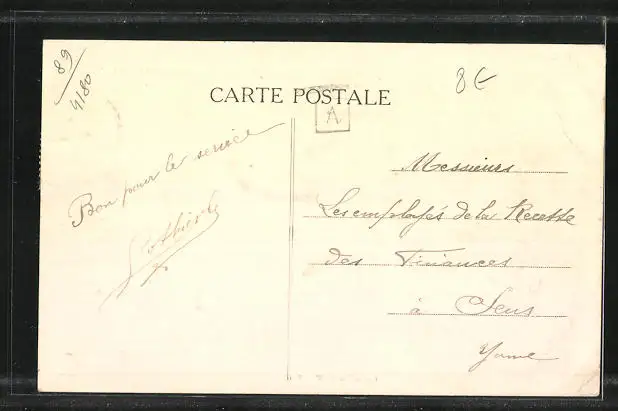 89
4180
8€
CARTE POSTALE
A
Bon pour le service
Messieurs
Les employés de la Recette
des Finances
à Sens
Yonne